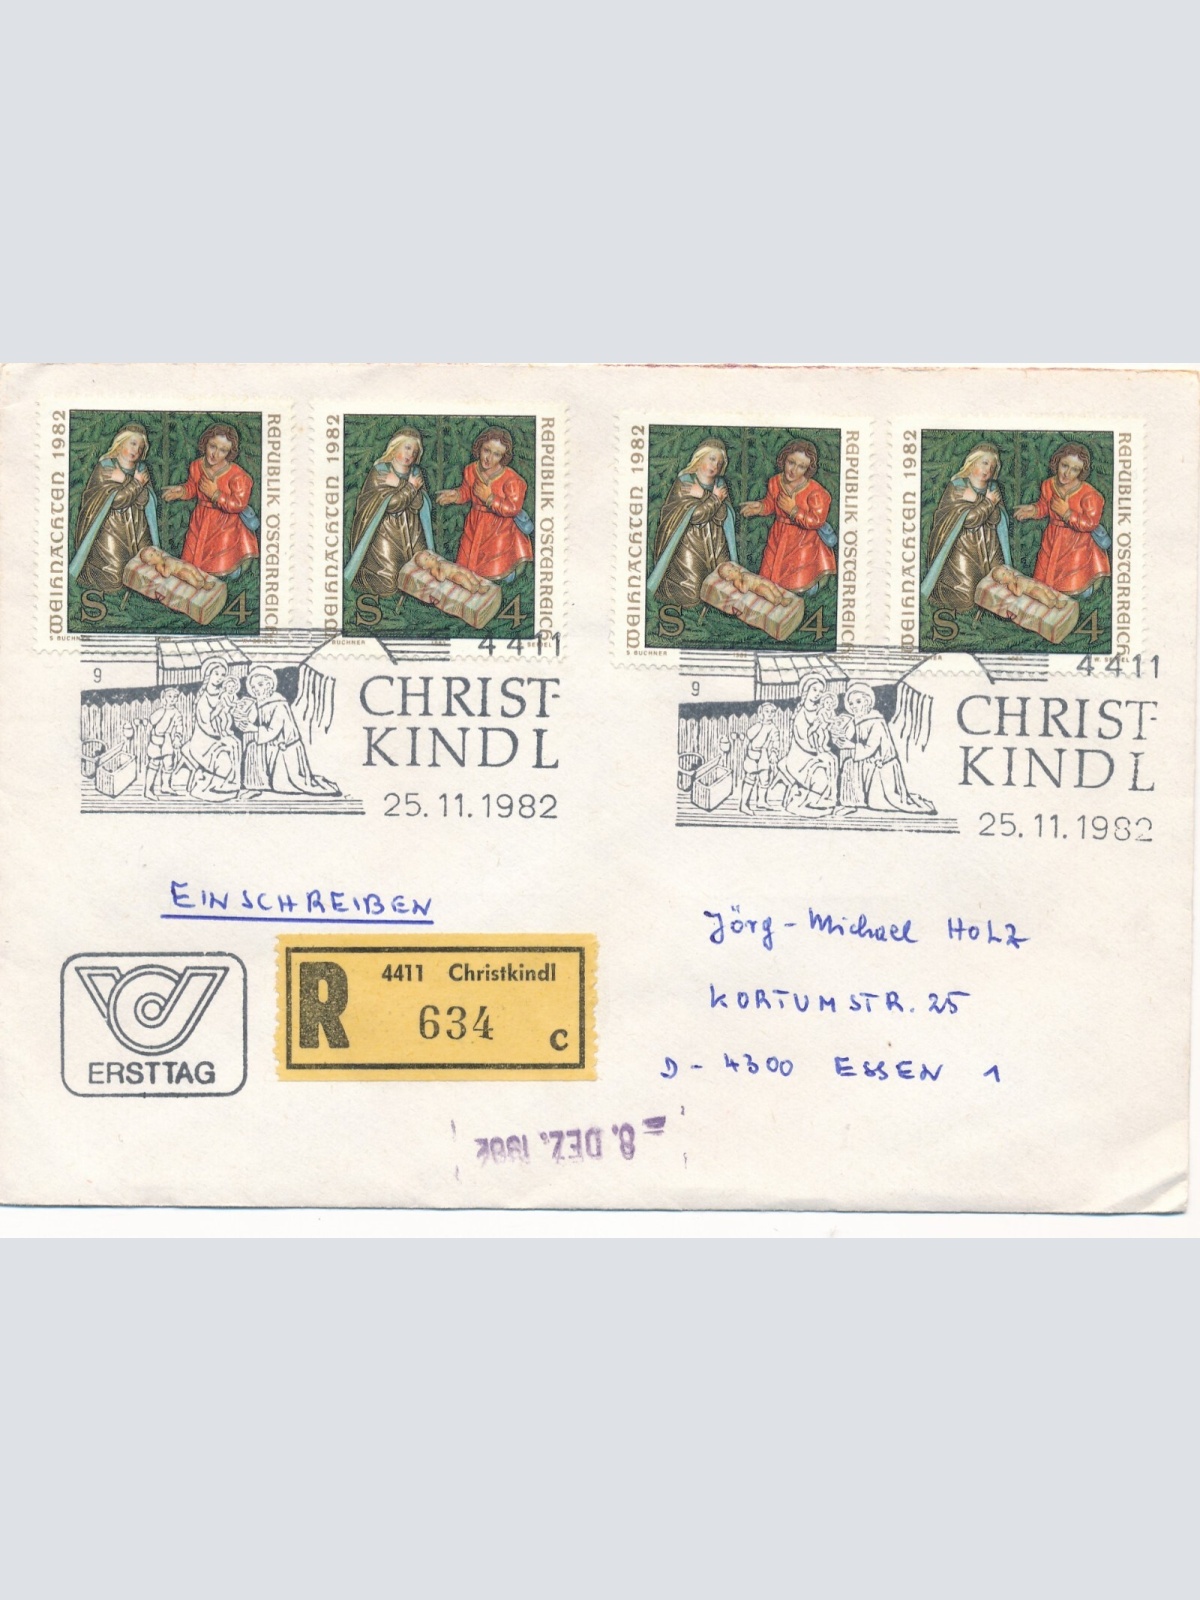 WEIHNACHTEN 1982
REPUBLIK ÖSTERREICH
S 4
S BUCHNER
WEIHNACHTEN 1982
REPUBLIK ÖSTERREICH
S 4
BUCHNER
SEIDEL
WEIHNACHTEN 1982
REPUBLIK ÖSTERREICH
S 4
S BUCHNER
WEIHNACHTEN 1982
REPUBLIK ÖSTERREICH
S 4
4411
9
CHRIST-
KINDL
25.11.1982
4411
9
CHRIST-
KINDL
25.11.1982
EINSCHREIBEN
ERSTTAG
R
4411 Christkindl
634
c
Jörg-Michael HOLZ
KORTUMSTR. 25
D-4300 ESSEN 1
= 8. DEZ. 1982